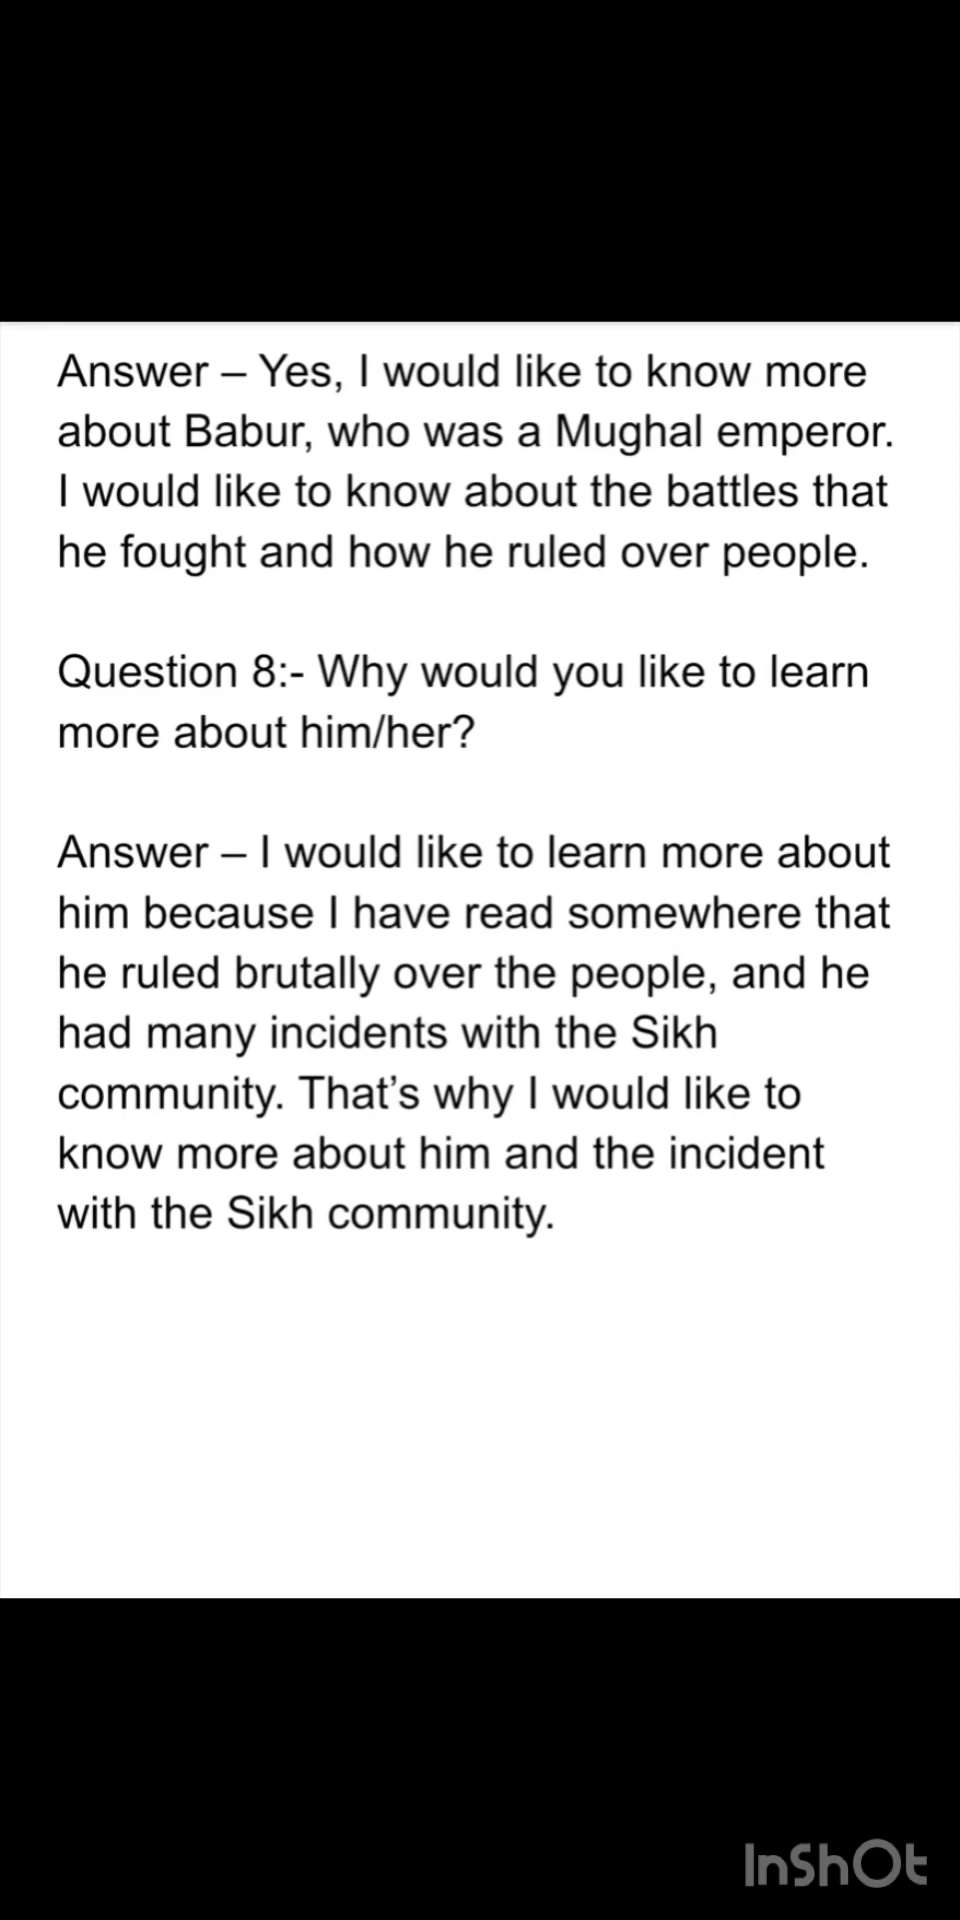 Answer – Yes, I would like to know more
about Babur, who was a Mughal emperor.
I would like to know about the battles that
he fought and how he ruled over people.
Question 8:- Why would you like to learn
more about him/her?
Answer – I would like to learn more about
him because I have read somewhere that
he ruled brutally over the people, and he
had many incidents with the Sikh
community. That’s why I would like to
know more about him and the incident
with the Sikh community.
InShOt